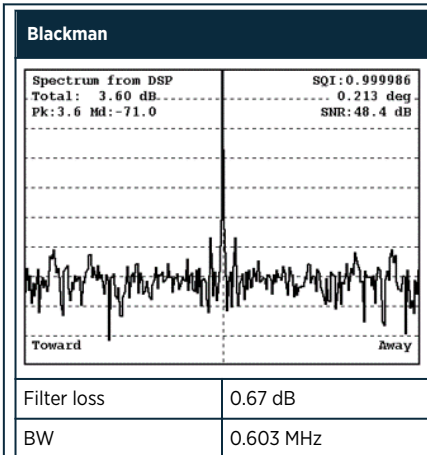 Blackman
Spectrum from DSP SQI:0.999986
Total: 3.60 dB 0.213 deg
Pk:3.6 Md:-71.0 SNR:48.4 dB
Toward Away
Filter loss 0.67 dB
BW 0.603 MHz